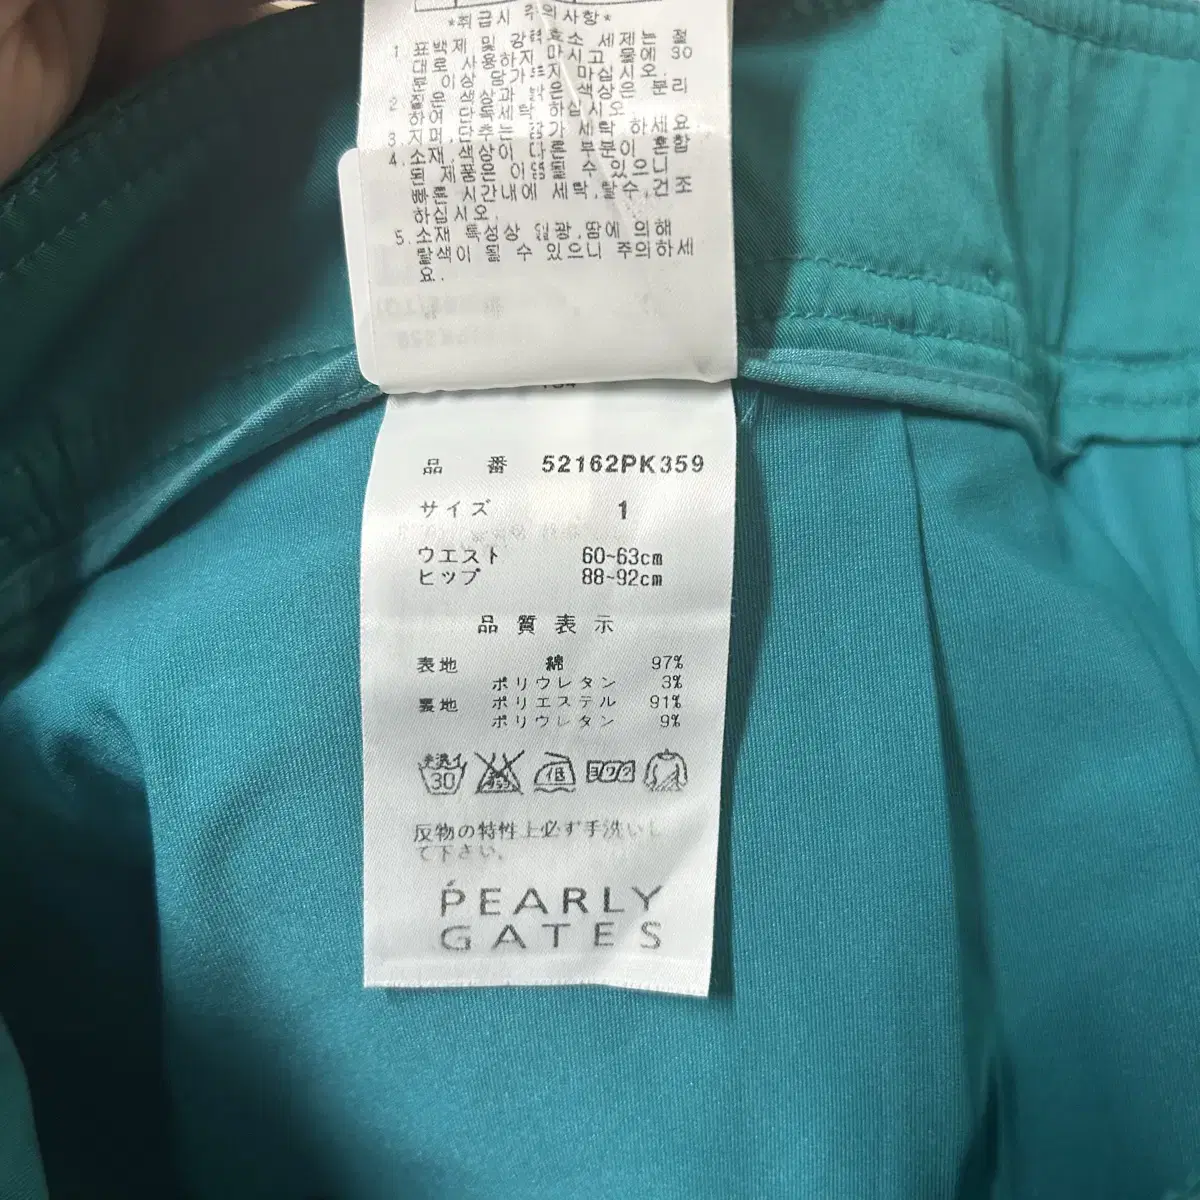 *취급시 주의사항*
1. 표백제 및 강력효소 세제는 절
대로 사용하지 마시고 물에 30
분 이상 담가두지 마십시오.
2. 짙은 색상과 밝은 색상은 분리
하여 단독세탁 하십시오
3. 지퍼,단추는 잠가 세탁 하세요
4. 소재,색상이 다른 부분이 혼합
된 제품은 이염될 수 있으니
빠른 시간내에 세탁,탈수,건조
하십시오.
5. 소재 특성상 일광,땀에 의해
탈색이 될 수 있으니 주의하세
요.
品 番 52162PK359
サイズ 1
ウエスト 60~63cm
ヒップ 88~92cm
品質表示
表地 綿 97%
ポリウレタン 3%
裏地 ポリエステル 91%
ポリウレタン 9%
手洗イ 30 低 ヨワク
反物の特性上必ず手洗いし
て下さい。
PEARLY
GATES